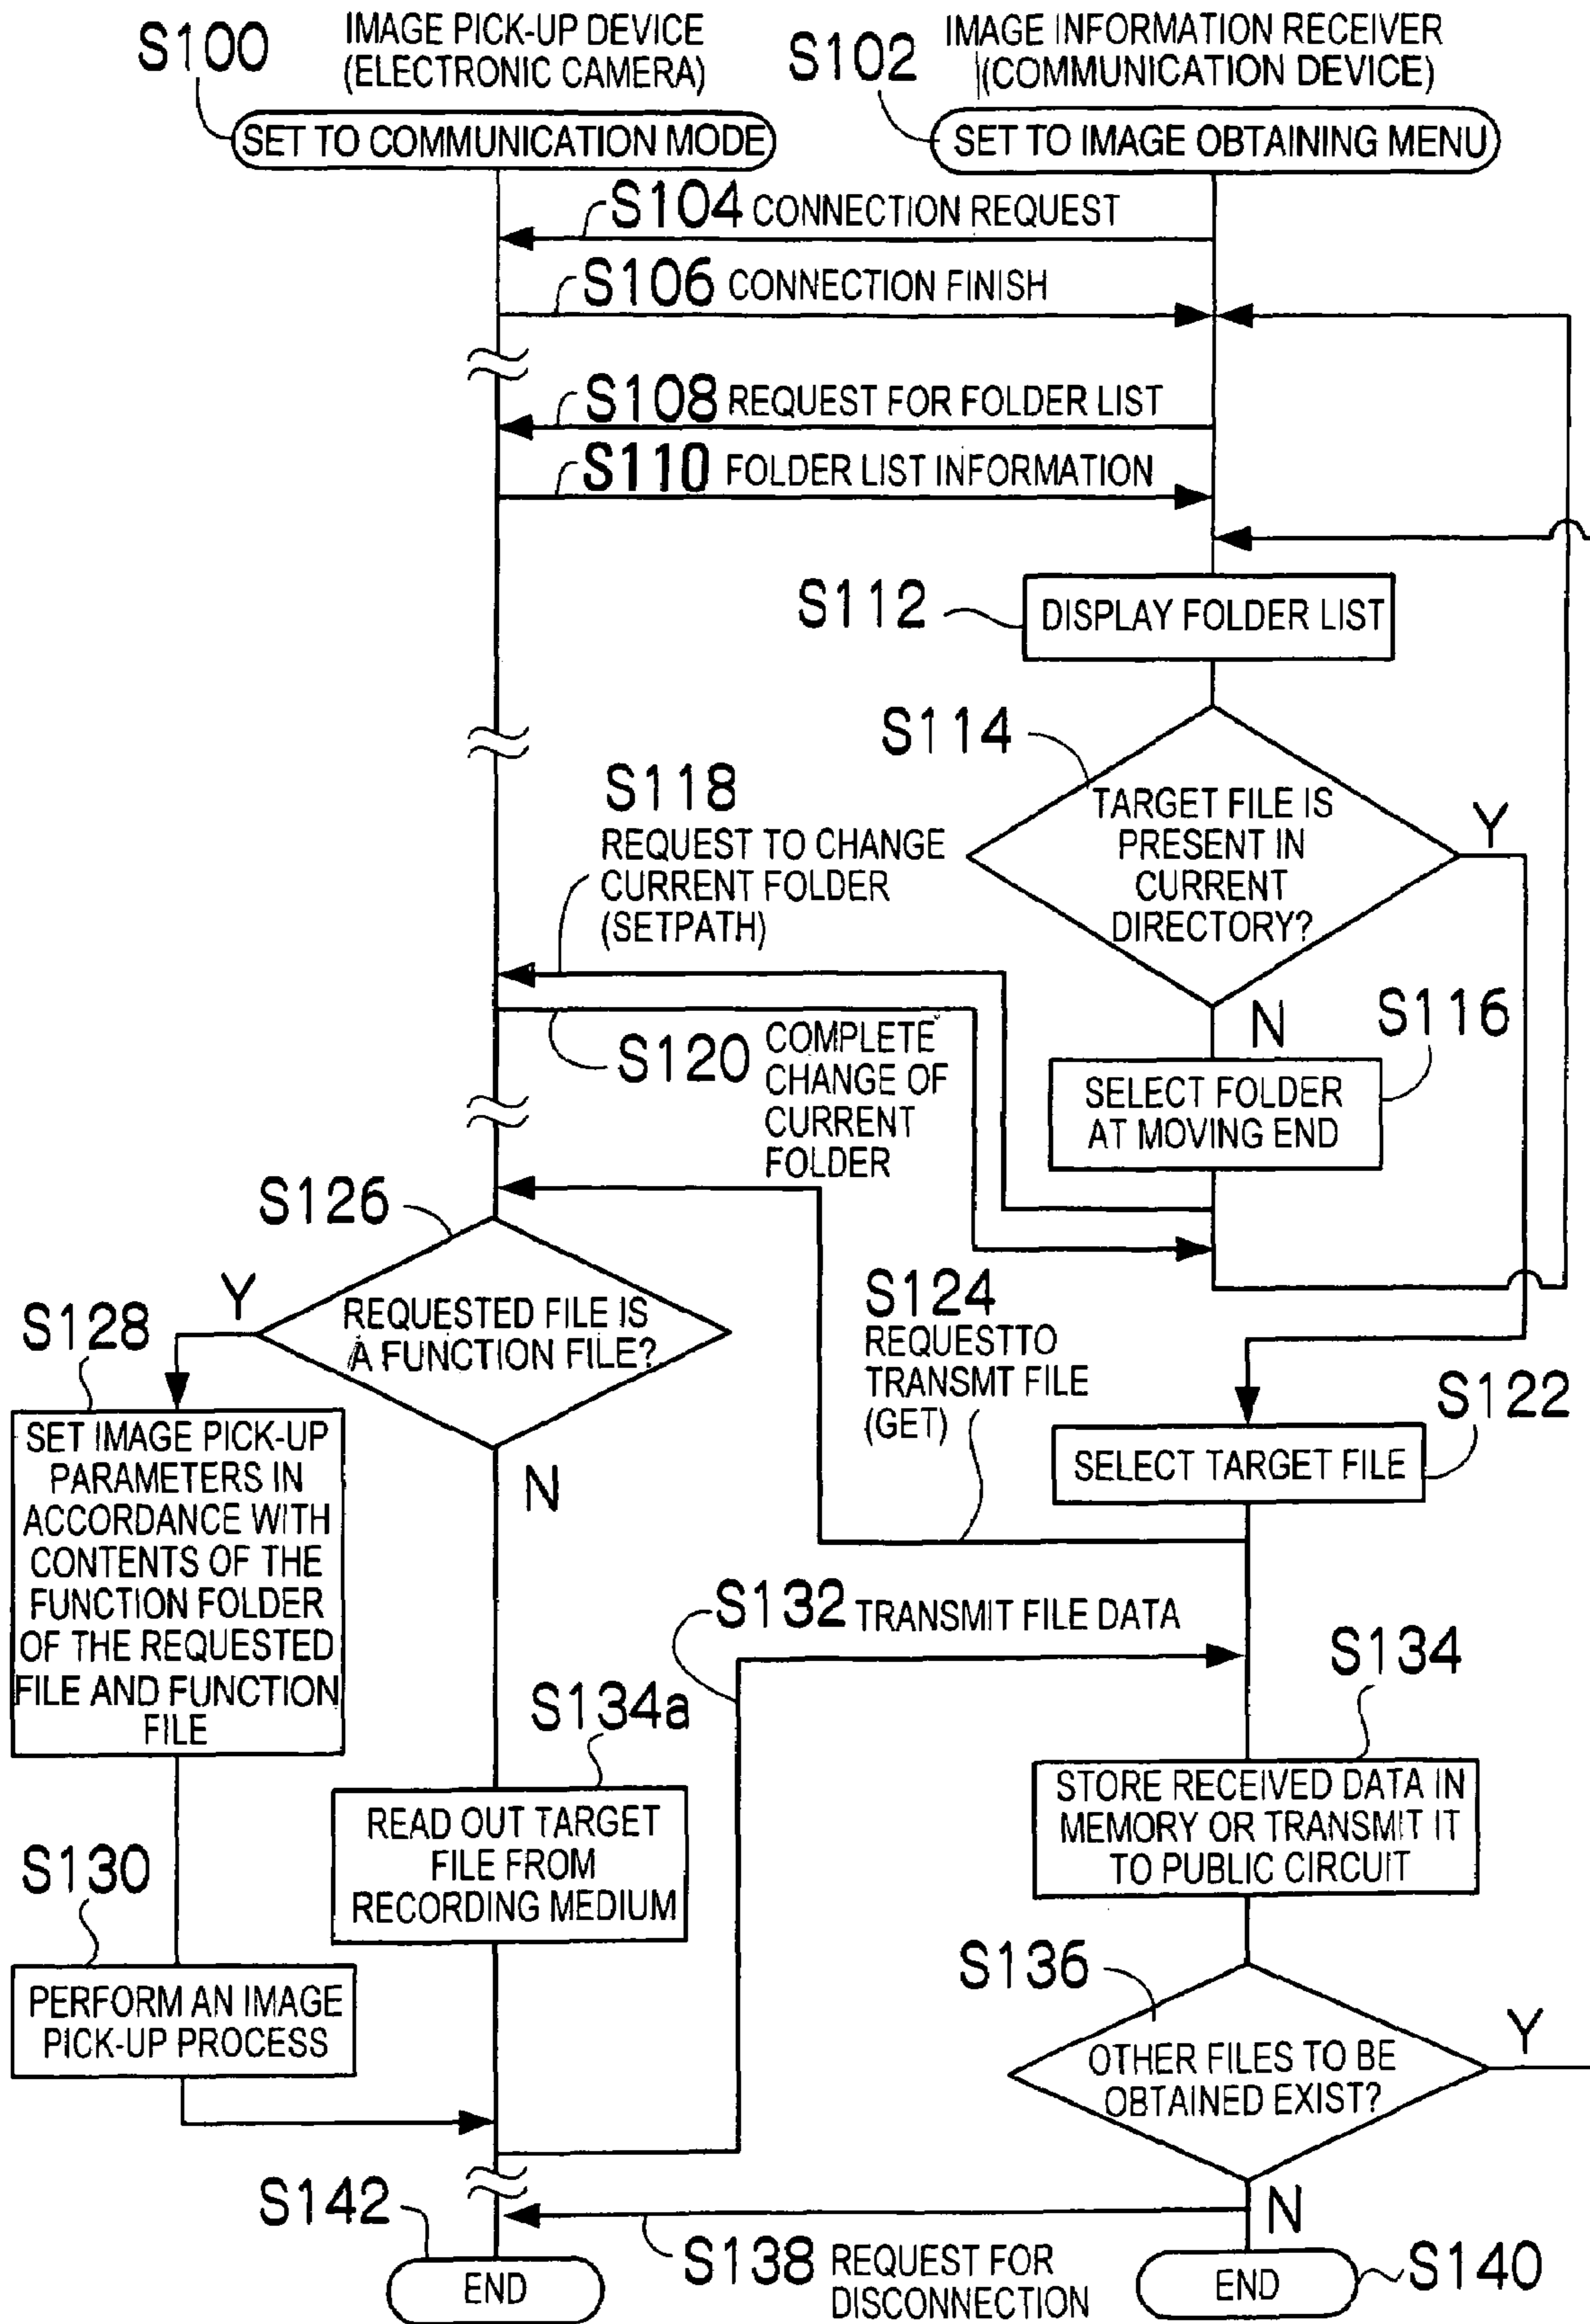 S100
IMAGE PICK-UP DEVICE
(ELECTRONIC CAMERA)
S102
IMAGE INFORMATION RECEIVER
(COMMUNICATION DEVICE)
SET TO COMMUNICATION MODE
SET TO IMAGE OBTAINING MENU
S104 CONNECTION REQUEST
S106 CONNECTION FINISH
S108 REQUEST FOR FOLDER LIST
S110 FOLDER LIST INFORMATION
S112
DISPLAY FOLDER LIST
S114
TARGET FILE IS
PRESENT IN
CURRENT
DIRECTORY?
Y
S118
REQUEST TO CHANGE
CURRENT FOLDER
(SETPATH)
N
S116
SELECT FOLDER
AT MOVING END
S120
COMPLETE
CHANGE OF
CURRENT
FOLDER
S126
REQUESTED FILE IS
A FUNCTION FILE?
Y
N
S124
REQUESTTO
TRANSMT FILE
(GET)
S122
SELECT TARGET FILE
S128
SET IMAGE PICK-UP
PARAMETERS IN
ACCORDANCE WITH
CONTENTS OF THE
FUNCTION FOLDER
OF THE REQUESTED
FILE AND FUNCTION
FILE
S132 TRANSMIT FILE DATA
S134a
READ OUT TARGET
FILE FROM
RECORDING MEDIUM
S134
STORE RECEIVED DATA IN
MEMORY OR TRANSMIT IT
TO PUBLIC CIRCUIT
S130
PERFORM AN IMAGE
PICK-UP PROCESS
S136
OTHER FILES TO BE
OBTAINED EXIST?
Y
N
S142
END
S138 REQUEST FOR
DISCONNECTION
S140
END